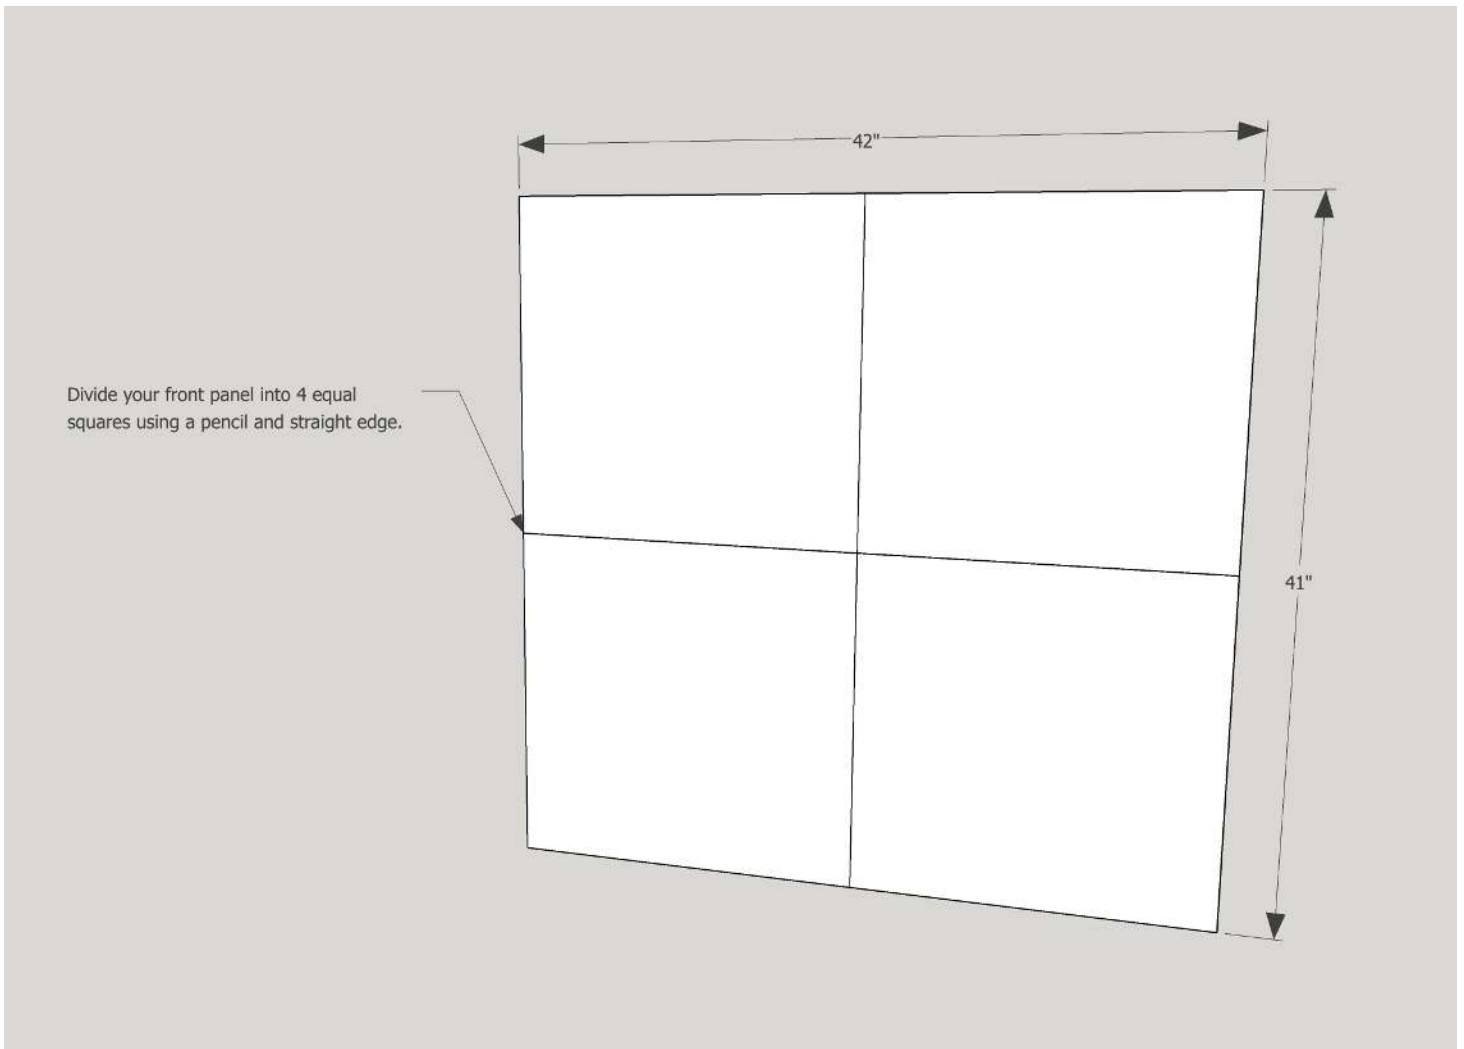 42"
Divide your front panel into 4 equal
squares using a pencil and straight edge.
41"